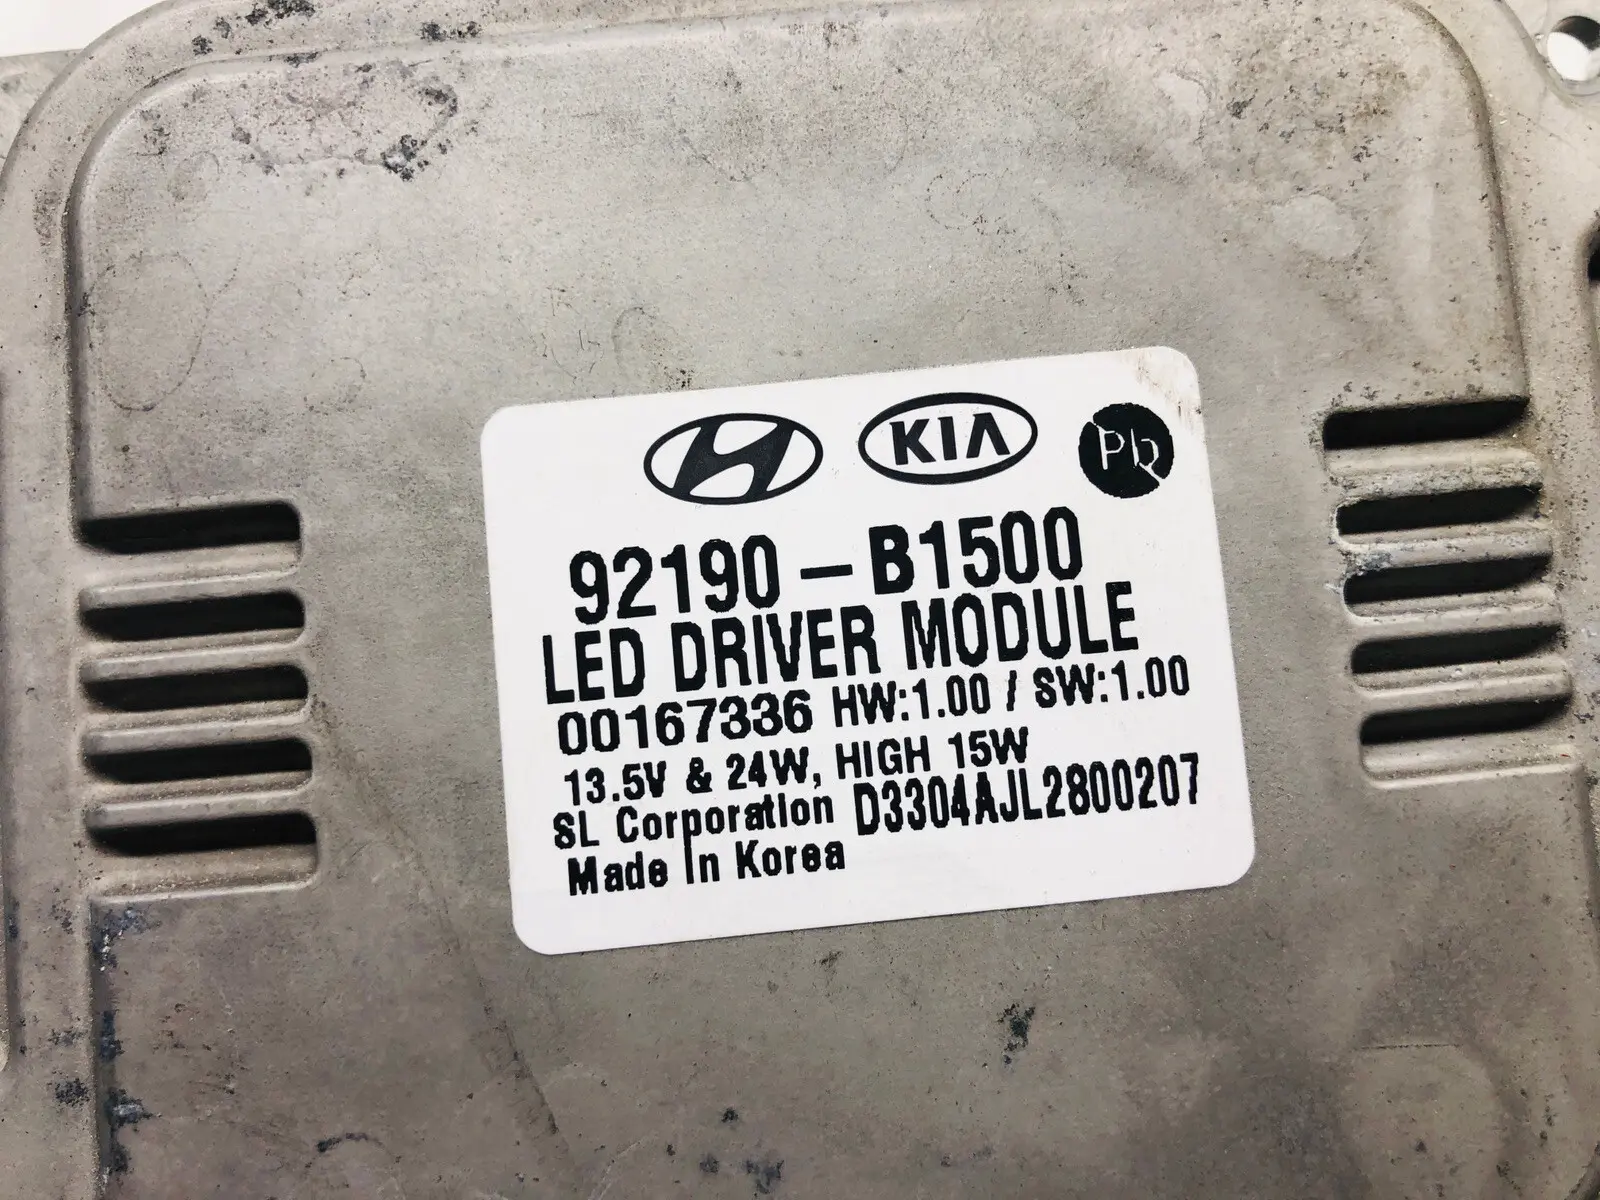 KIA Pb
92190-B1500
LED DRIVER MODULE
00167336 HW:1.00 / SW:1.00
13.5V & 24W, HIGH 15W
SL Corporation D3304AJL2800207
Made In Korea